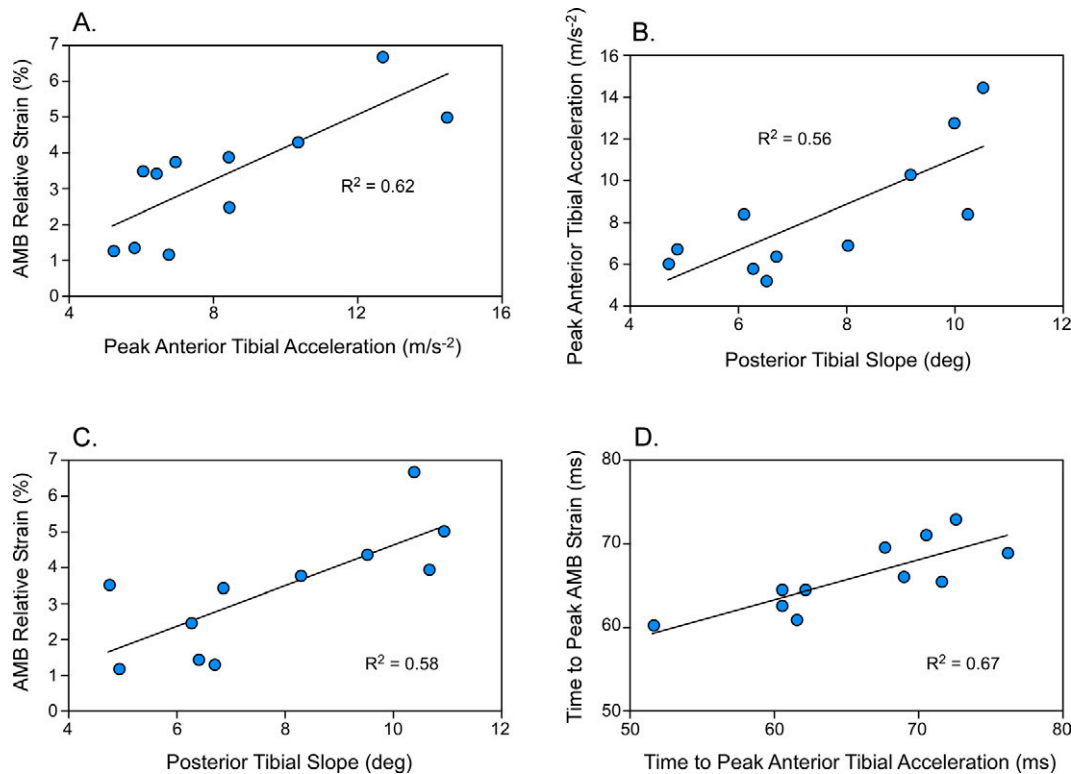 A.
AMB Relative Strain (%)
7
6
5
4
3
2
1
0
R² = 0.62
4 8 12 16
Peak Anterior Tibial Acceleration (m/s⁻²)
B.
Peak Anterior Tibial Acceleration (m/s⁻²)
16
14
12
10
8
6
4
R² = 0.56
4 6 8 10 12
Posterior Tibial Slope (deg)
C.
AMB Relative Strain (%)
7
6
5
4
3
2
1
0
R² = 0.58
4 6 8 10 12
Posterior Tibial Slope (deg)
D.
Time to Peak AMB Strain (ms)
80
70
60
50
R² = 0.67
50 60 70 80
Time to Peak Anterior Tibial Acceleration (ms)